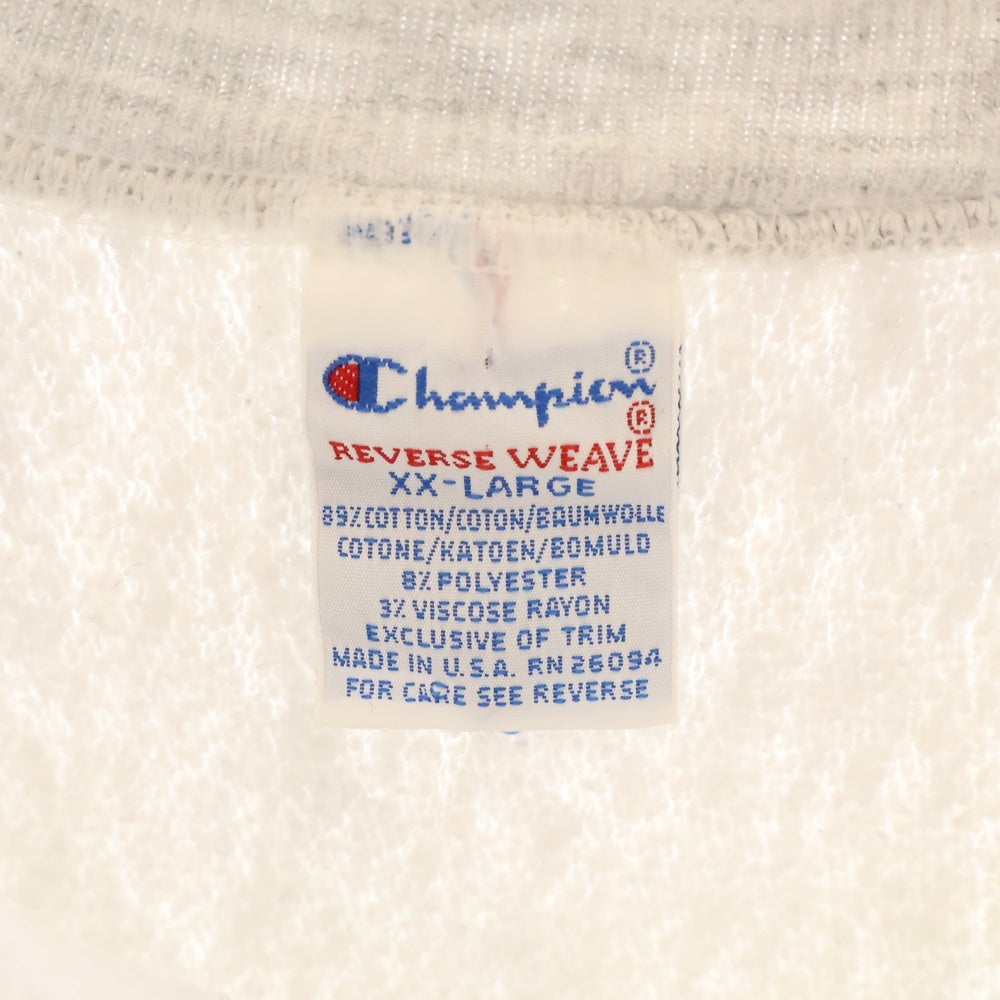 Champion®
REVERSE WEAVE®
XX-LARGE
89% COTTON/COTON/BAUMWOLLE
COTONE/KATOEN/BOMULD
8% POLYESTER
3% VISCOSE RAYON
EXCLUSIVE OF TRIM
MADE IN U.S.A. RN 26094
FOR CARE SEE REVERSE